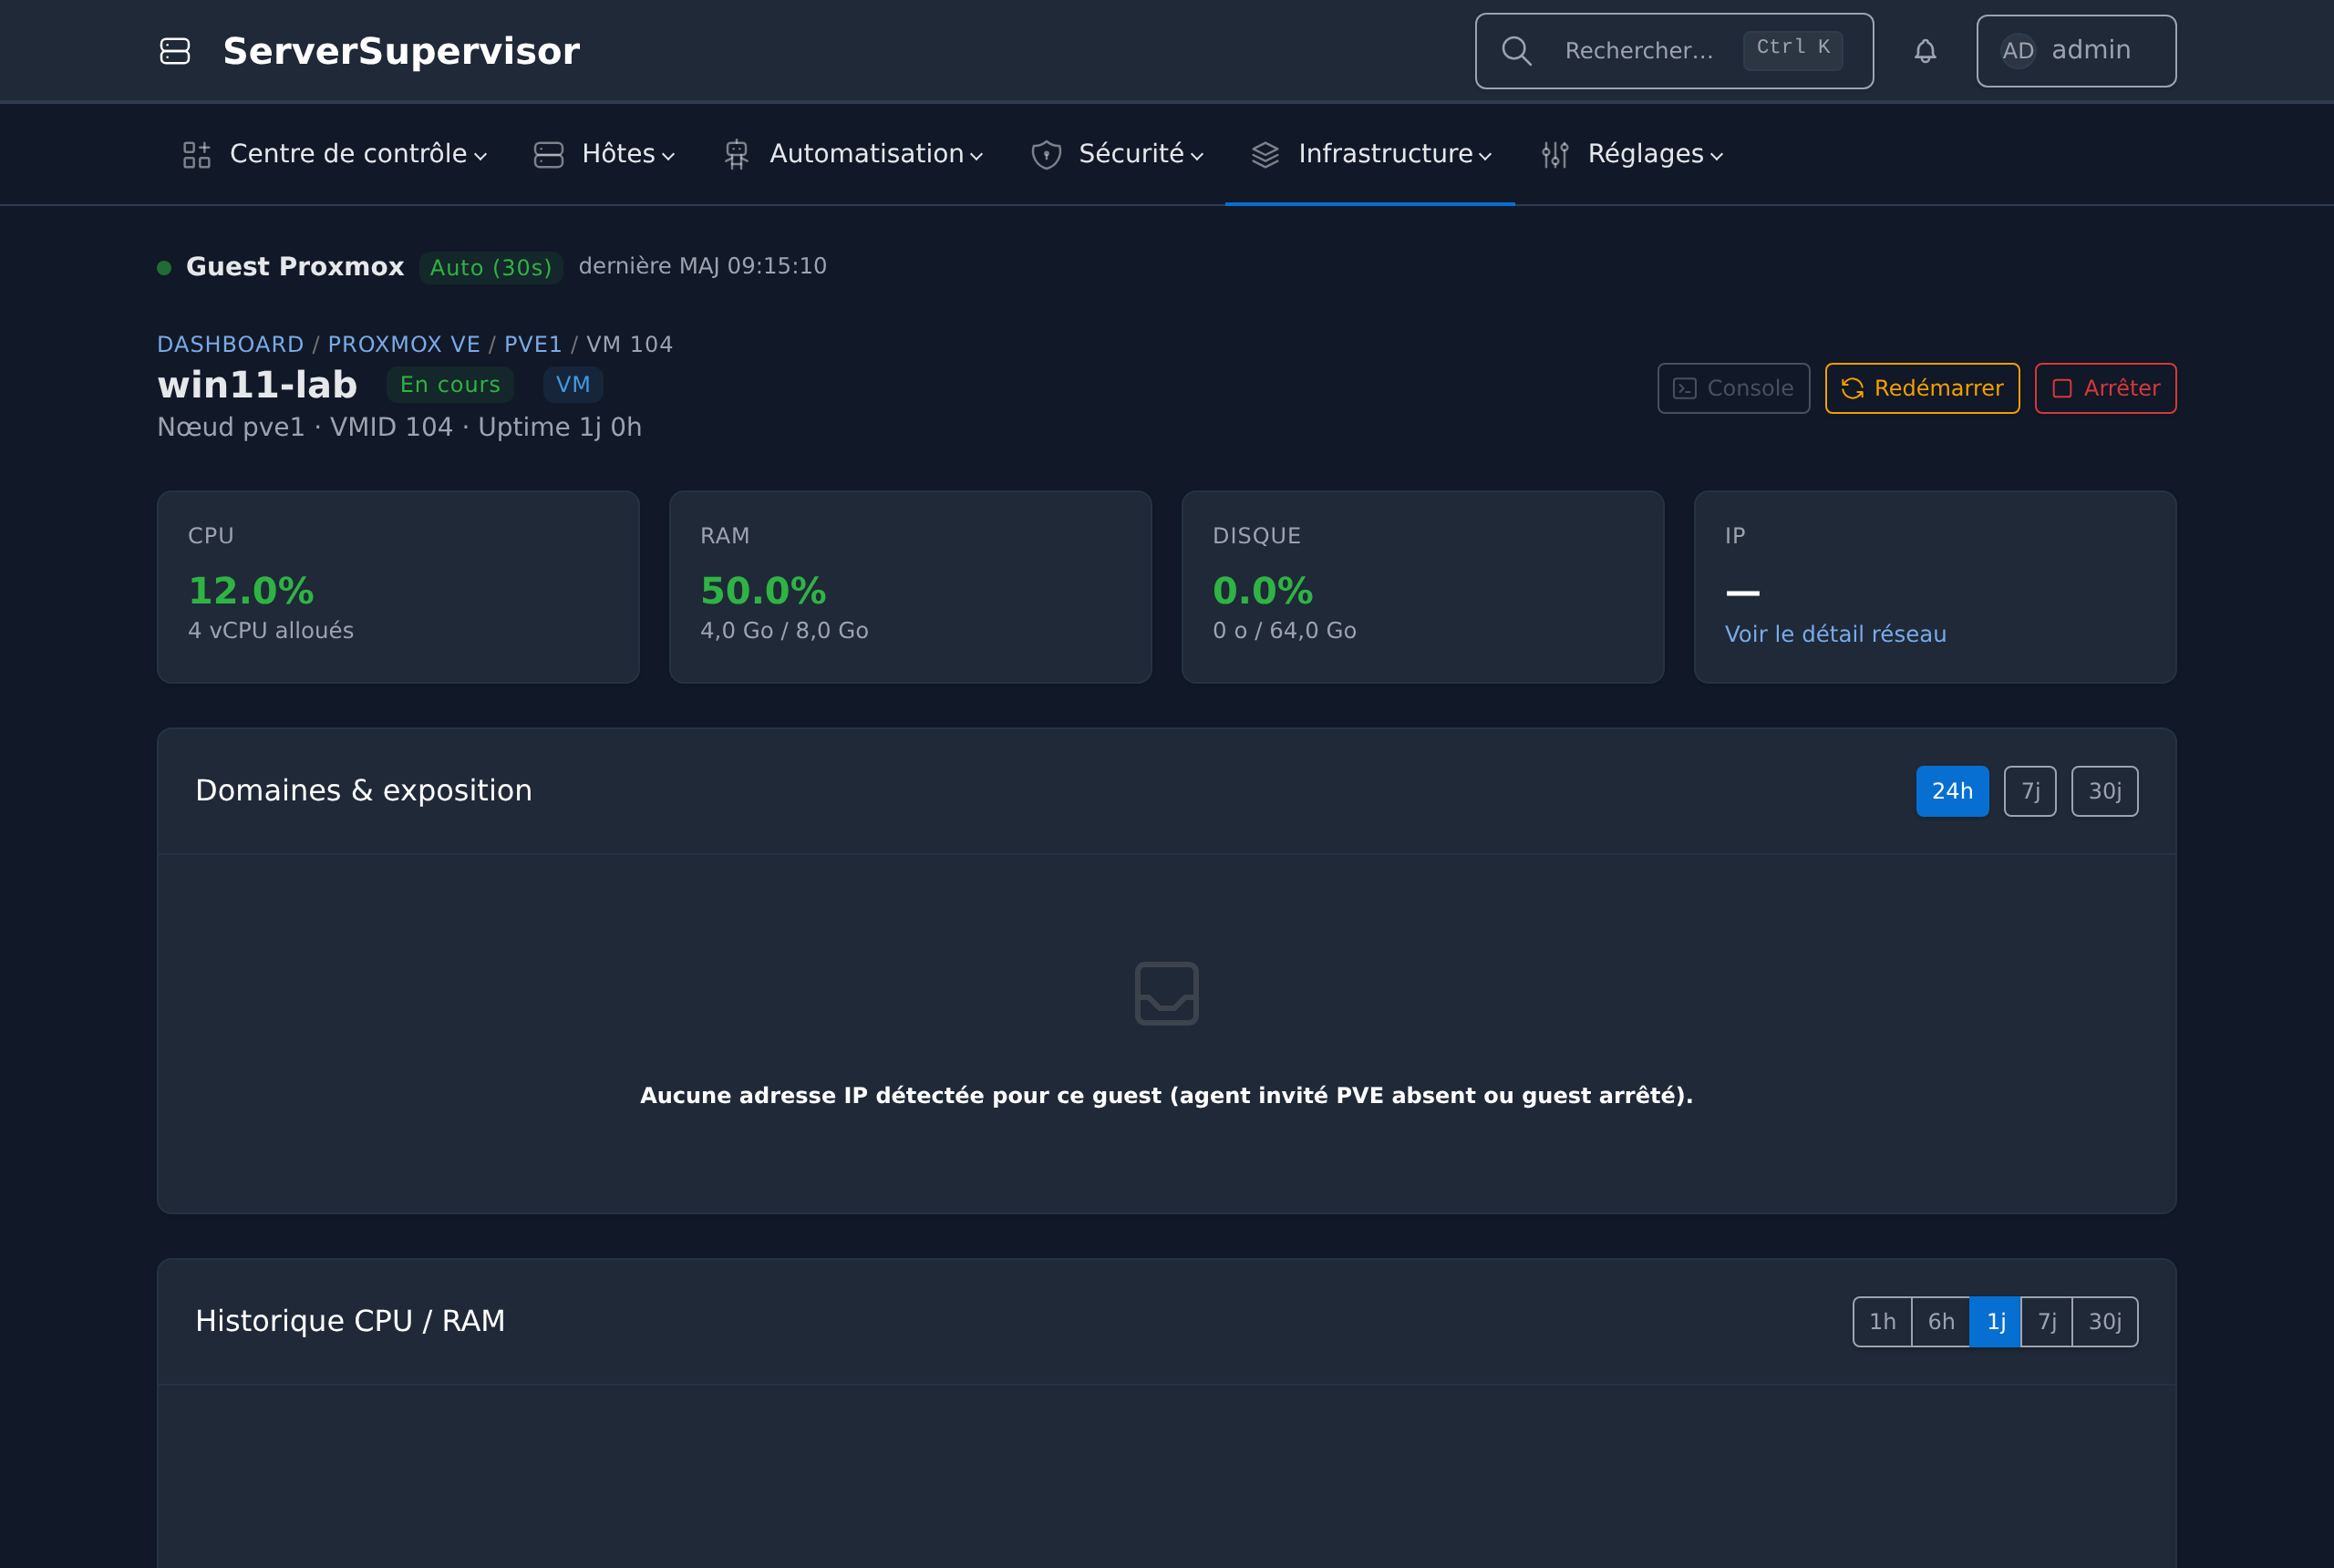 ServerSupervisor
Rechercher... Ctrl K
AD admin
Centre de contrôle Hôtes Automatisation Sécurité Infrastructure Réglages
Guest Proxmox Auto (30s) dernière MAJ 09:15:10
DASHBOARD / PROXMOX VE / PVE1 / VM 104
win11-lab En cours VM
Console Redémarrer Arrêter
Nœud pve1 · VMID 104 · Uptime 1j 0h
CPU
12.0%
4 vCPU alloués
RAM
50.0%
4,0 Go / 8,0 Go
DISQUE
0.0%
0 o / 64,0 Go
IP
—
Voir le détail réseau
Domaines & exposition 24h 7j 30j
Aucune adresse IP détectée pour ce guest (agent invité PVE absent ou guest arrêté).
Historique CPU / RAM 1h 6h 1j 7j 30j